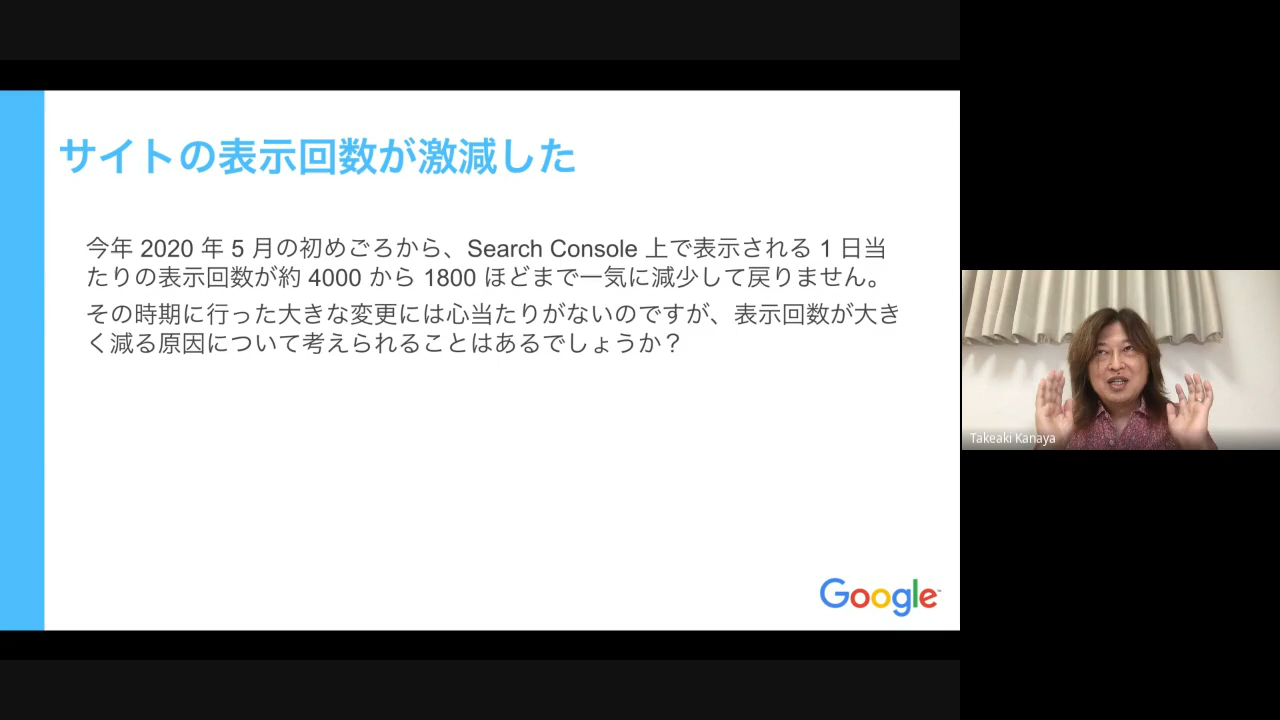 サイトの表示回数が激減した
今年 2020 年 5 月の初めごろから、Search Console 上で表示される 1 日当
たりの表示回数が約 4000 から 1800 ほどまで一気に減少して戻りません。
その時期に行った大きな変更には心当たりがないのですが、表示回数が大き
く減る原因について考えられることはあるでしょうか？
Takeaki Kanaya
Google